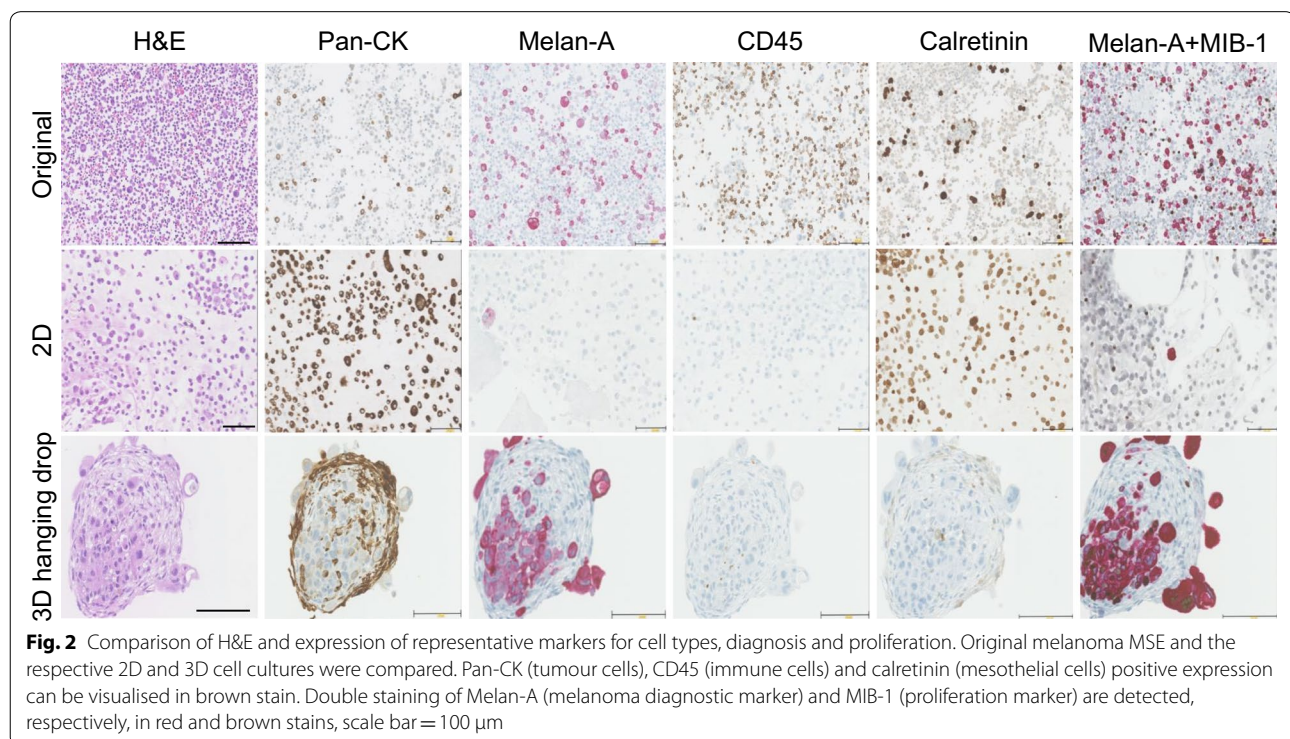 H&E Pan-CK Melan-A CD45 Calretinin Melan-A+MIB-1
Original
2D
3D hanging drop
Fig. 2 Comparison of H&E and expression of representative markers for cell types, diagnosis and proliferation. Original melanoma MSE and the
respective 2D and 3D cell cultures were compared. Pan-CK (tumour cells), CD45 (immune cells) and calretinin (mesothelial cells) positive expression
can be visualised in brown stain. Double staining of Melan-A (melanoma diagnostic marker) and MIB-1 (proliferation marker) are detected,
respectively, in red and brown stains, scale bar = 100 μm